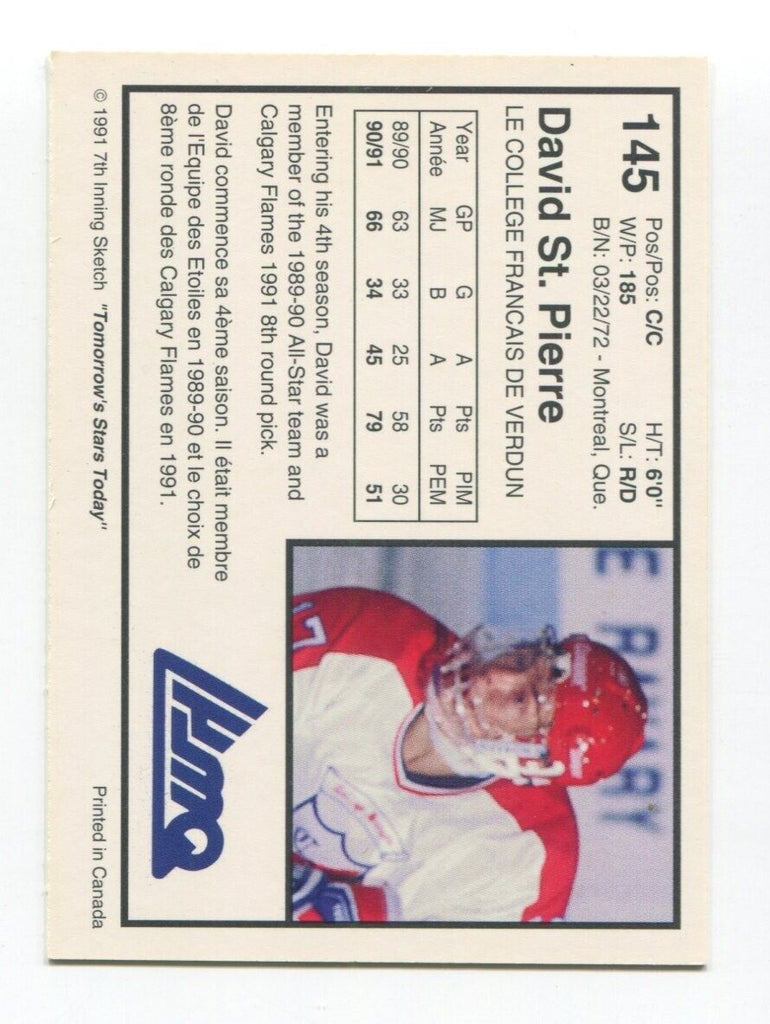 145 Pos/Pos: C/C H/T: 6'0"
W/P: 185 S/L: R/D
B/N: 03/22/72 - Montreal, Que.
David St. Pierre
LE COLLEGE FRANCAIS DE VERDUN
Year GP G A Pts PIM
Année MJ B A Pts PEM
89/90 63 33 25 58 30
90/91 66 34 45 79 51
Entering his 4th season, David was a
member of the 1989-90 All-Star team and
Calgary Flames 1991 8th round pick.
David commence sa 4ème saison. Il était membre
de l'Equipe des Etoiles en 1989-90 et le choix de
8ème ronde des Calgary Flames en 1991.
© 1991 7th Inning Sketch "Tomorrow's Stars Today" Printed in Canada
17